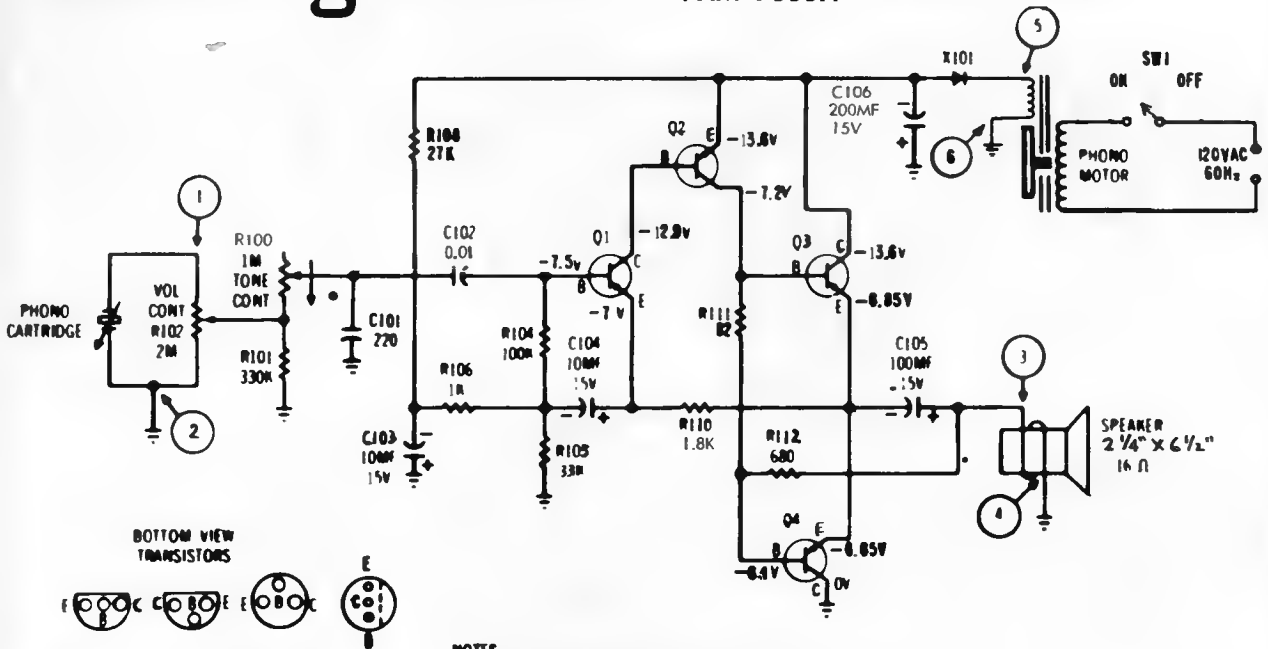 5
X101
SW1
ON OFF
C106
200MF
15V
Q2
E
B
-13.6V
-7.2V
6
PHONO
MOTOR
120VAC
60Hz
R108
27K
1
R100
1M
TONE
CONT
C102
0.01
Q1
-12.9V
-7.5V
B
C
E
-7V
Q3
C
B
E
-13.6V
-6.85V
PHONO
CARTRIDGE
VOL
CONT
R102
2M
R101
330K
C101
220
R104
100K
C104
10MF
15V
R111
82
C105
100MF
15V
3
R106
1K
2
C103
10MF
15V
R105
33K
R110
1.8K
R112
680
SPEAKER
2 1/4" X 6 1/2"
16 Ω
4
Q4
E
B
C
-6.85V
0V
BOTTOM VIEW
TRANSISTORS
E C B
C B E
E B C
E C B
NOTES